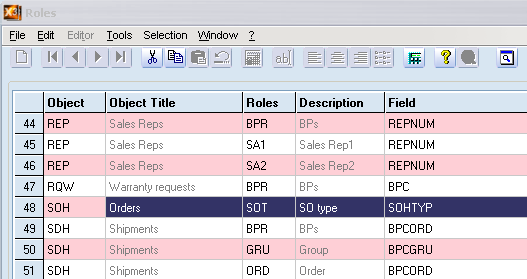 X3 Roles
File Edit Editor Tools Selection Window ?
ab
Object Object Title Roles Description Field
44 REP Sales Reps BPR BPs REPNUM
45 REP Sales Reps SA1 Sales Rep1 REPNUM
46 REP Sales Reps SA2 Sales Rep2 REPNUM
47 RQW Warranty requests BPR BPs BPC
48 SOH Orders SOT SO type SOHTYP
49 SDH Shipments BPR BPs BPCORD
50 SDH Shipments GRU Group BPCGRU
51 SDH Shipments ORD Order BPCORD